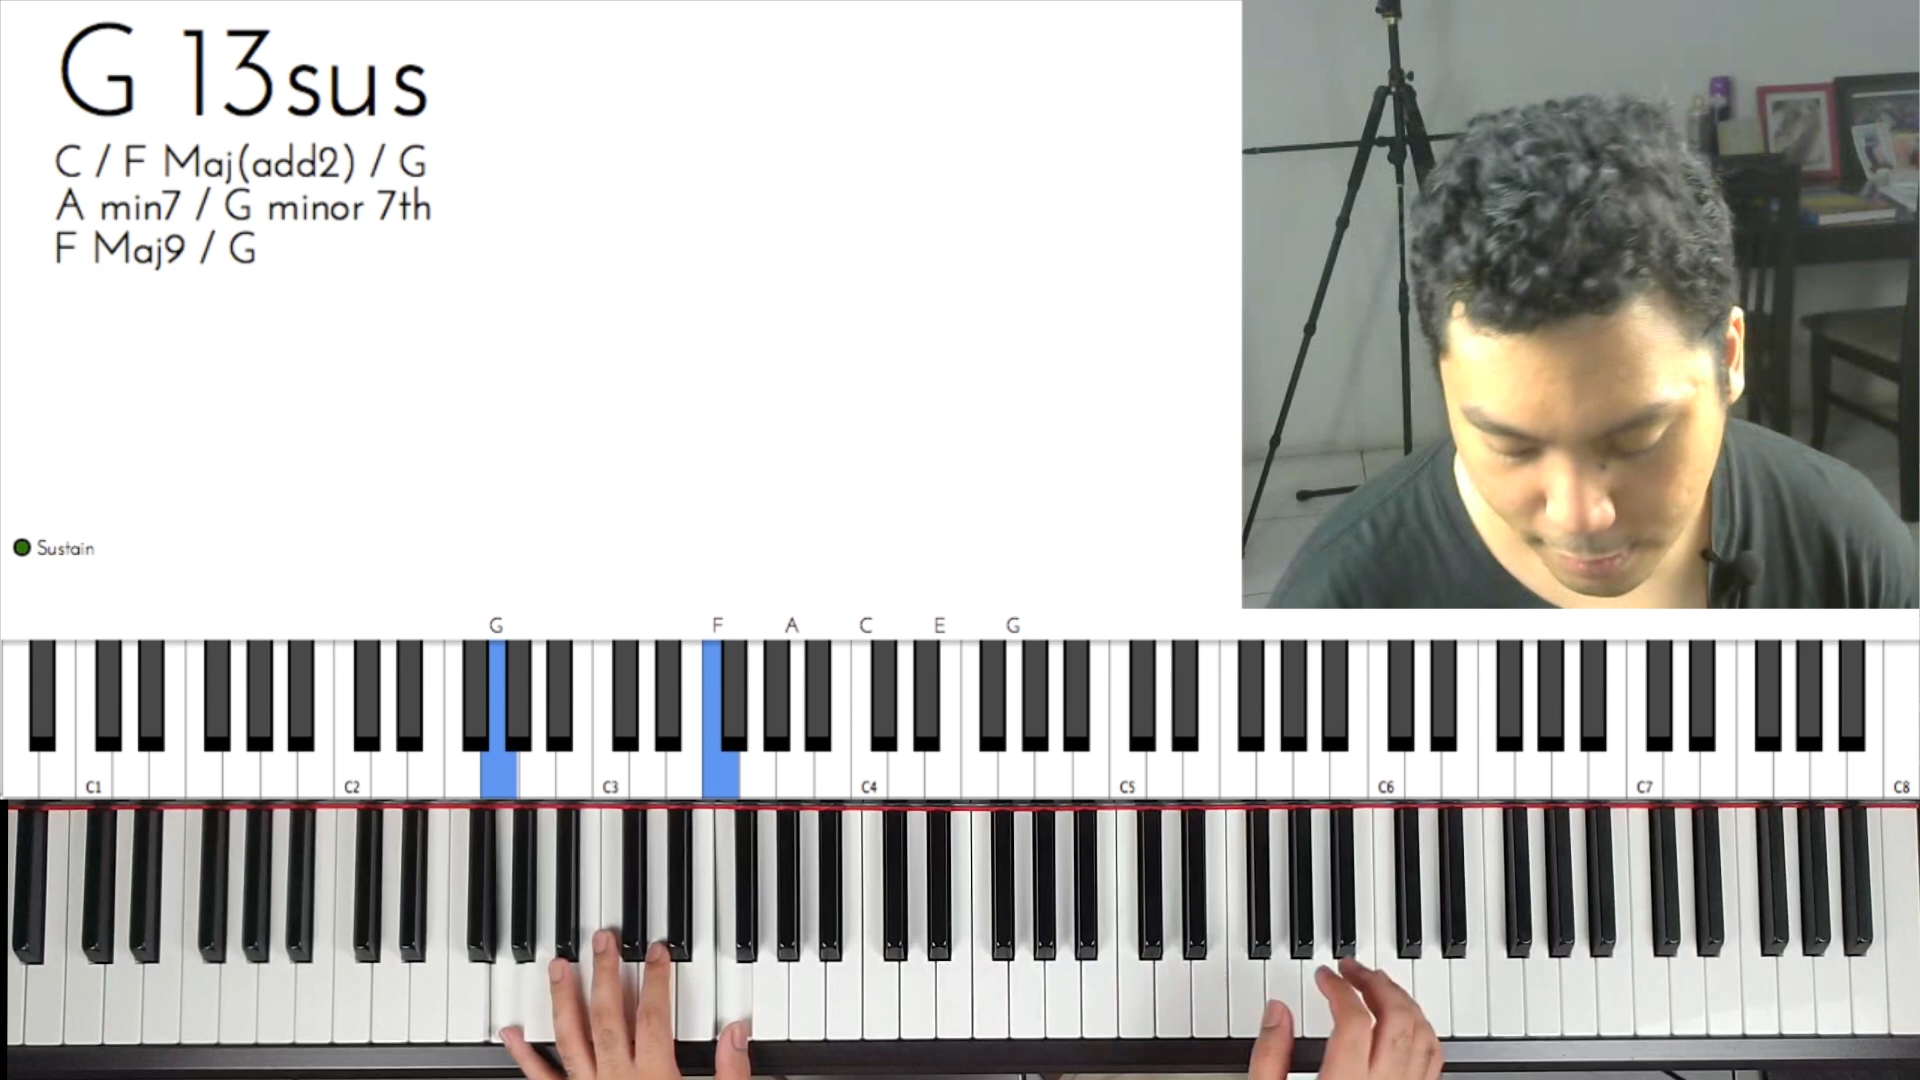 G 13sus
C / F Maj(add2) / G
A min7 / G minor 7th
F Maj9 / G
Sustain
G F A C E G
C1 C2 C3 C4 C5 C6 C7 C8